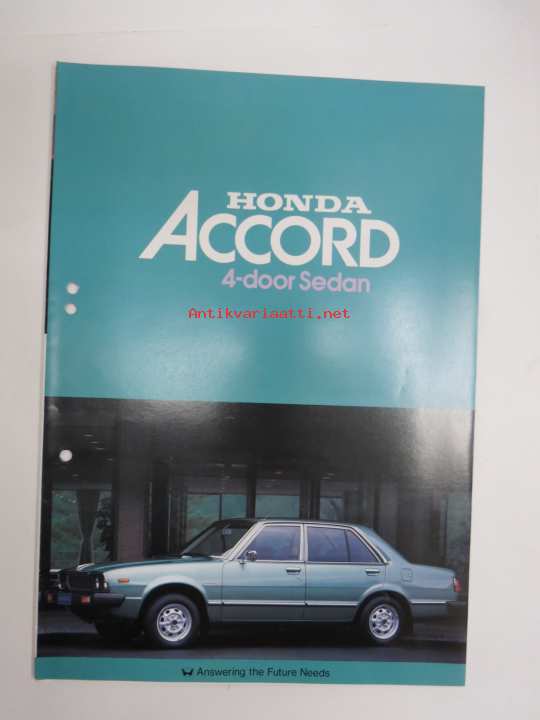 HONDA
ACCORD
4-door Sedan
Antikvariaatti.net
Answering the Future Needs